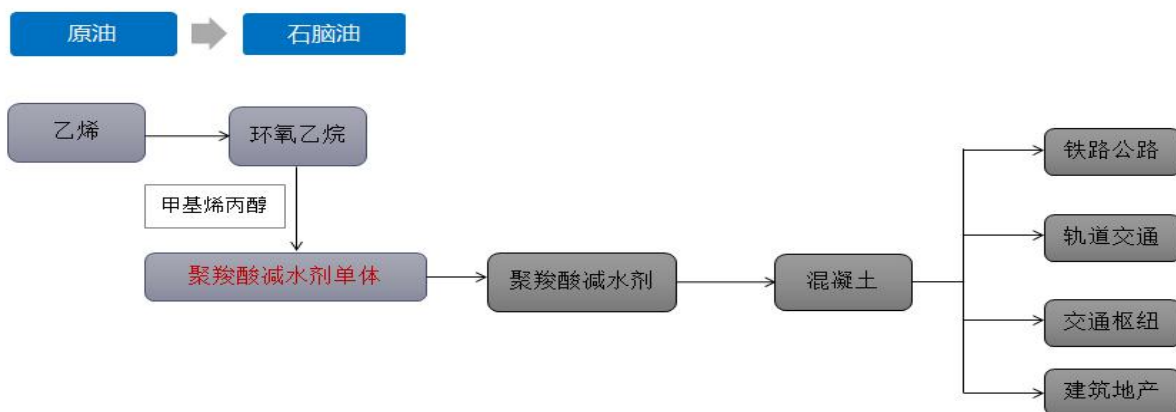 原油
石脑油
乙烯
环氧乙烷
甲基烯丙醇
聚羧酸减水剂单体
聚羧酸减水剂
混凝土
铁路公路
轨道交通
交通枢纽
建筑地产